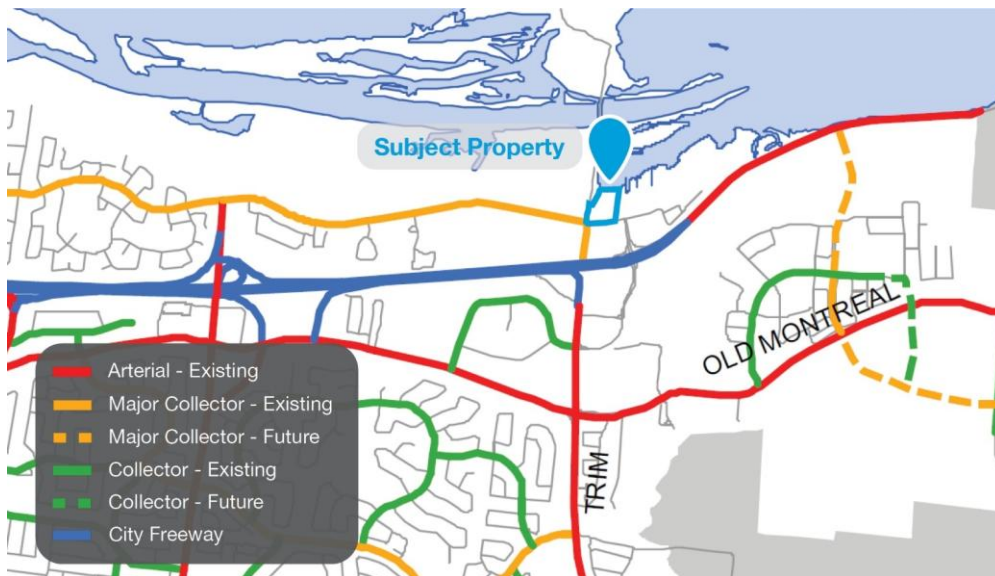 Subject Property
OLD MONTREAL
TRIM
Arterial - Existing
Major Collector - Existing
Major Collector - Future
Collector - Existing
Collector - Future
City Freeway